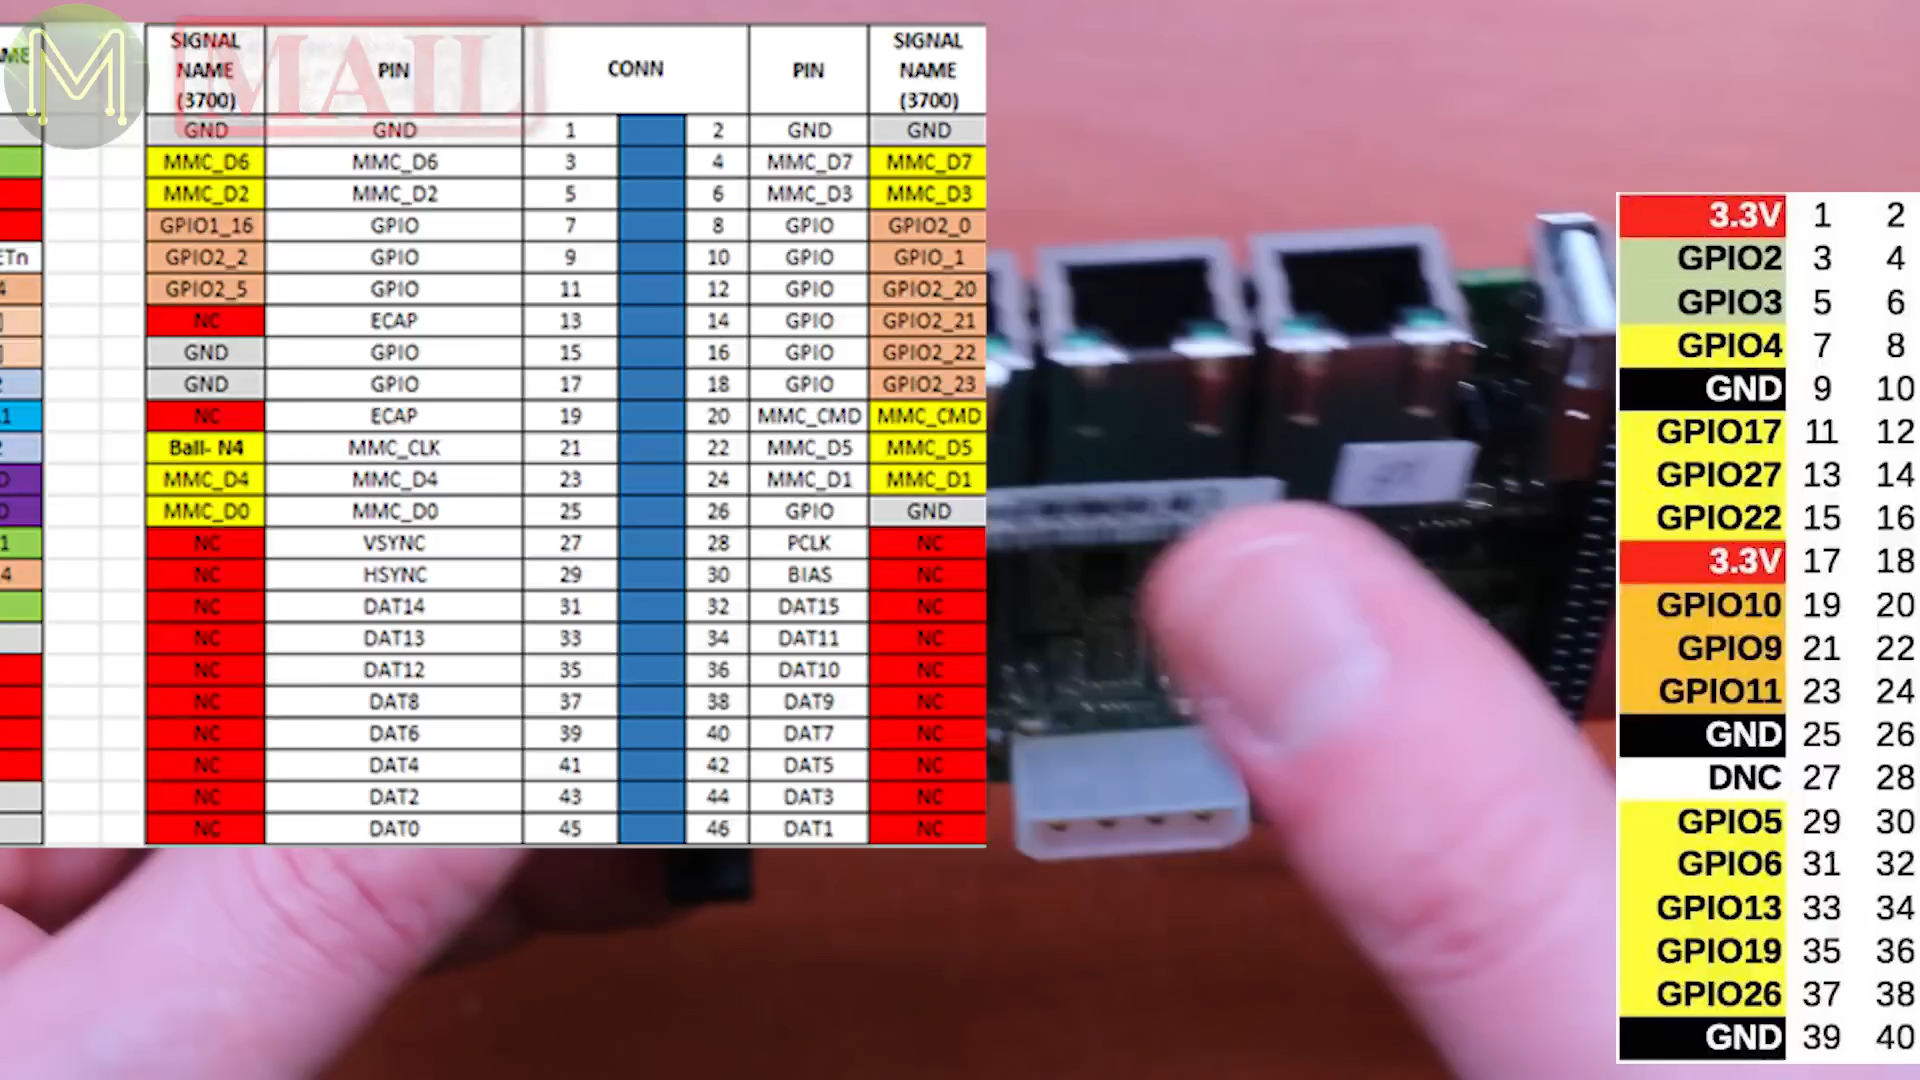 M
MAIL
SIGNAL NAME (3700) PIN CONN PIN SIGNAL NAME (3700)
GND GND 1 2 GND GND
MMC_D6 MMC_D6 3 4 MMC_D7 MMC_D7
MMC_D2 MMC_D2 5 6 MMC_D3 MMC_D3
GPIO1_16 GPIO 7 8 GPIO GPIO2_0
ETn GPIO2_2 GPIO 9 10 GPIO GPIO_1
4 GPIO2_5 GPIO 11 12 GPIO GPIO2_20
NC ECAP 13 14 GPIO GPIO2_21
GND GPIO 15 16 GPIO GPIO2_22
GND GPIO 17 18 GPIO GPIO2_23
NC ECAP 19 20 MMC_CMD MMC_CMD
Ball- N4 MMC_CLK 21 22 MMC_D5 MMC_D5
MMC_D4 MMC_D4 23 24 MMC_D1 MMC_D1
MMC_D0 MMC_D0 25 26 GPIO GND
NC VSYNC 27 28 PCLK NC
4 NC HSYNC 29 30 BIAS NC
NC DAT14 31 32 DAT15 NC
NC DAT13 33 34 DAT11 NC
NC DAT12 35 36 DAT10 NC
NC DAT8 37 38 DAT9 NC
NC DAT6 39 40 DAT7 NC
NC DAT4 41 42 DAT5 NC
NC DAT2 43 44 DAT3 NC
NC DAT0 45 46 DAT1 NC
3.3V 1 2
GPIO2 3 4
GPIO3 5 6
GPIO4 7 8
GND 9 10
GPIO17 11 12
GPIO27 13 14
GPIO22 15 16
3.3V 17 18
GPIO10 19 20
GPIO9 21 22
GPIO11 23 24
GND 25 26
DNC 27 28
GPIO5 29 30
GPIO6 31 32
GPIO13 33 34
GPIO19 35 36
GPIO26 37 38
GND 39 40